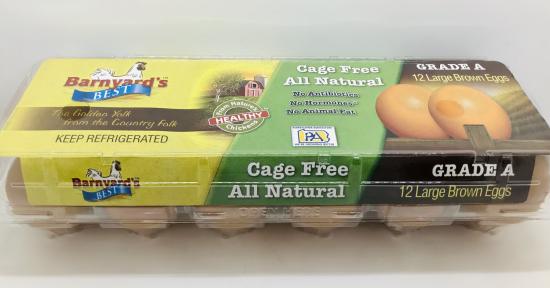 Barnyard's
BEST
The Golden Yolk
from the Country Folk
KEEP REFRIGERATED
From Nature's
HEALTHY
Chickens
Cage Free
All Natural
No Antibiotics
No Hormones
No Animal Fat
PA
GRADE A
12 Large Brown Eggs
Barnyard's
BEST
Cage Free
All Natural
GRADE A
12 Large Brown Eggs